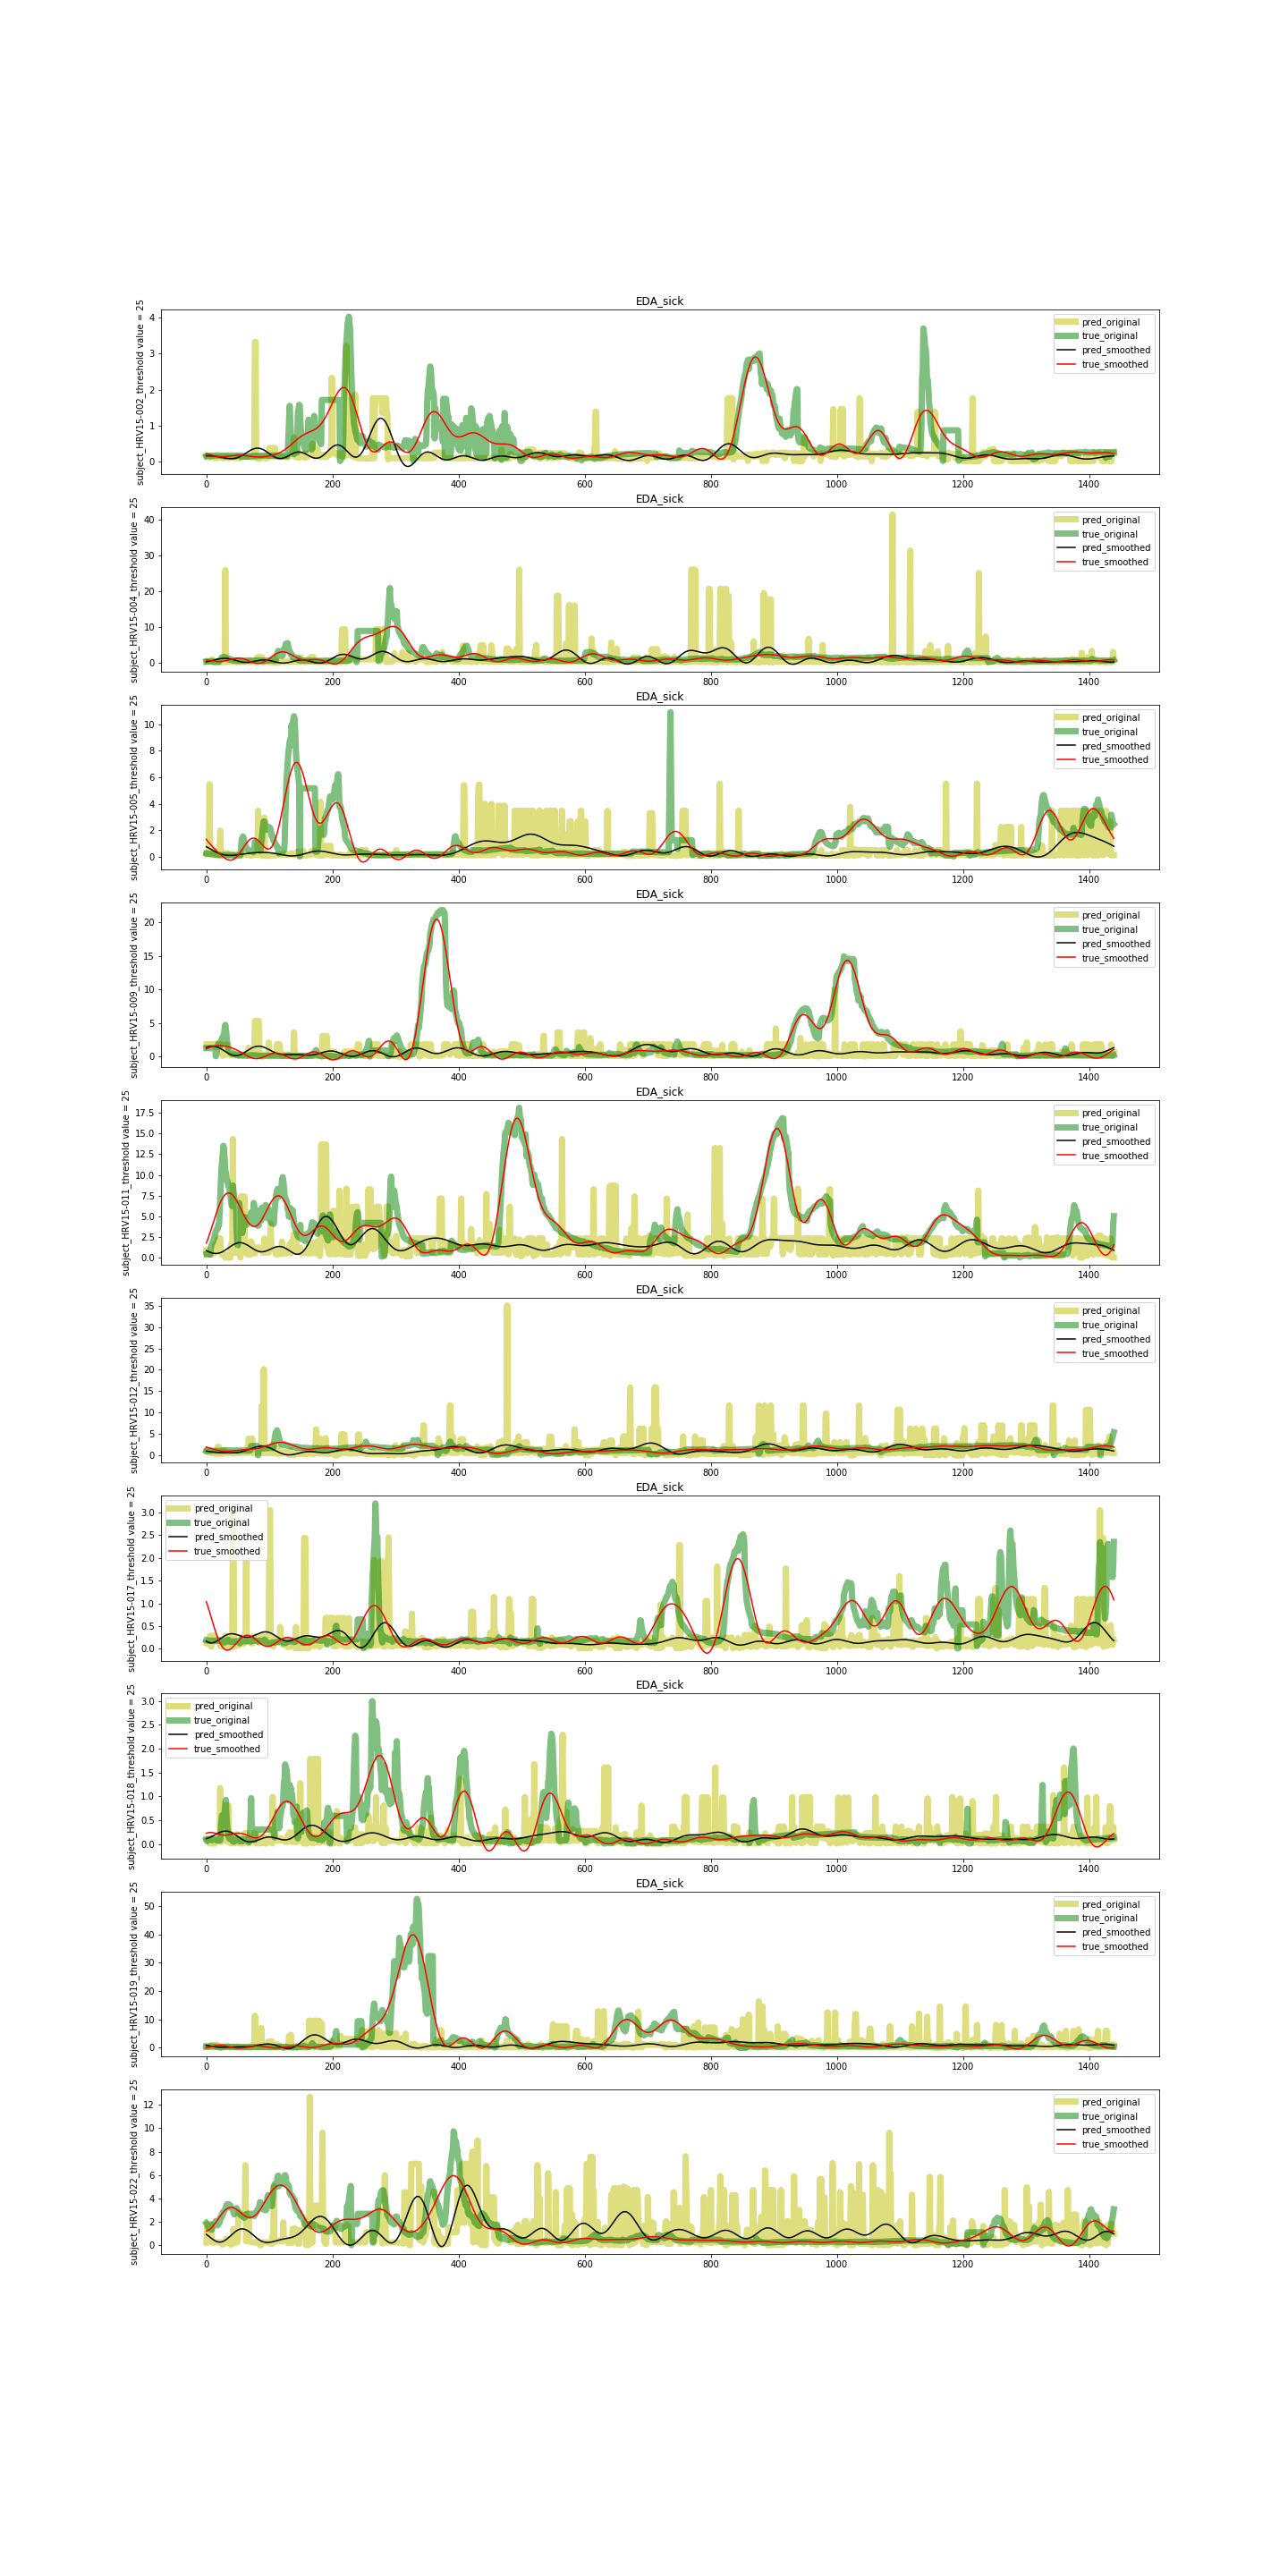 EDA_sick
subject_HRV15-002_threshold value = 25
4
3
2
1
0
pred_original
true_original
pred_smoothed
true_smoothed
0 200 400 600 800 1000 1200 1400
EDA_sick
subject_HRV15-004_threshold value = 25
40
30
20
10
0
pred_original
true_original
pred_smoothed
true_smoothed
0 200 400 600 800 1000 1200 1400
EDA_sick
subject_HRV15-005_threshold value = 25
10
8
6
4
2
0
pred_original
true_original
pred_smoothed
true_smoothed
0 200 400 600 800 1000 1200 1400
EDA_sick
subject_HRV15-009_threshold value = 25
20
15
10
5
0
pred_original
true_original
pred_smoothed
true_smoothed
0 200 400 600 800 1000 1200 1400
EDA_sick
subject_HRV15-011_threshold value = 25
17.5
15.0
12.5
10.0
7.5
5.0
2.5
0.0
pred_original
true_original
pred_smoothed
true_smoothed
0 200 400 600 800 1000 1200 1400
EDA_sick
subject_HRV15-012_threshold value = 25
35
30
25
20
15
10
5
0
pred_original
true_original
pred_smoothed
true_smoothed
0 200 400 600 800 1000 1200 1400
EDA_sick
subject_HRV15-017_threshold value = 25
3.0
2.5
2.0
1.5
1.0
0.5
0.0
pred_original
true_original
pred_smoothed
true_smoothed
0 200 400 600 800 1000 1200 1400
EDA_sick
subject_HRV15-018_threshold value = 25
3.0
2.5
2.0
1.5
1.0
0.5
0.0
pred_original
true_original
pred_smoothed
true_smoothed
0 200 400 600 800 1000 1200 1400
EDA_sick
subject_HRV15-019_threshold value = 25
50
40
30
20
10
0
pred_original
true_original
pred_smoothed
true_smoothed
0 200 400 600 800 1000 1200 1400
EDA_sick
subject_HRV15-022_threshold value = 25
12
10
8
6
4
2
0
pred_original
true_original
pred_smoothed
true_smoothed
0 200 400 600 800 1000 1200 1400